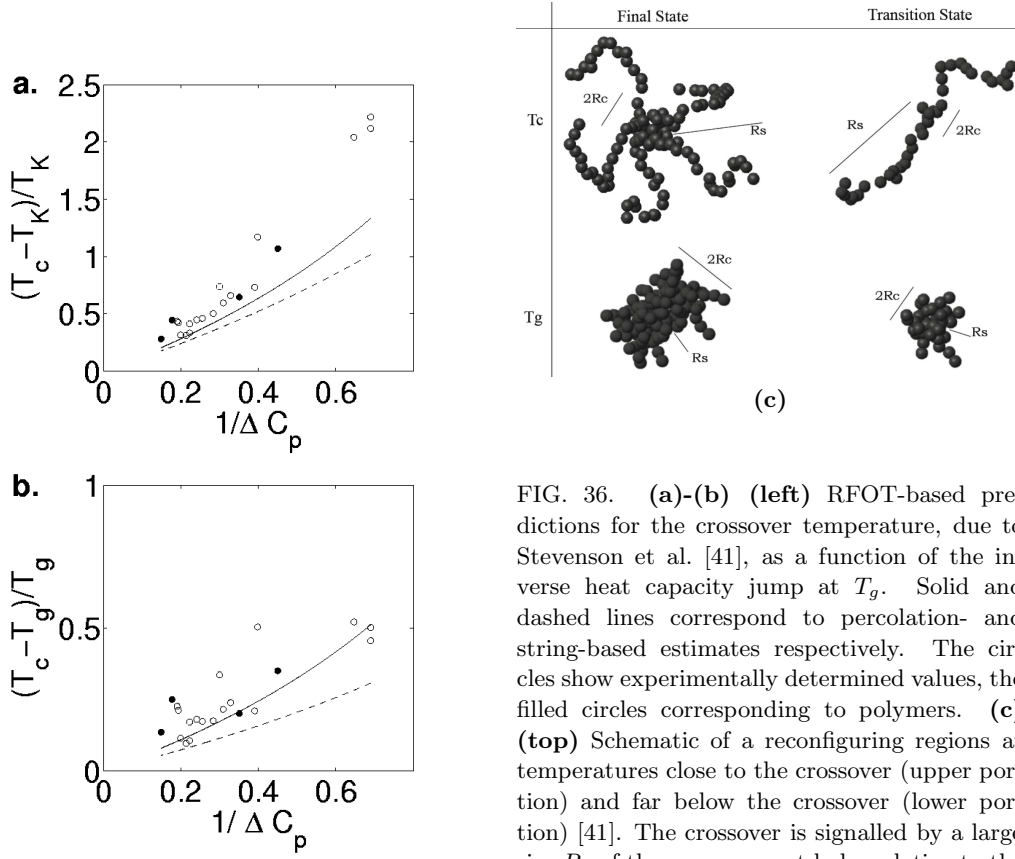 a.
2.5
2
1.5
1
0.5
0
(T_c−T_K)/T_K
0 0.2 0.4 0.6
1/Δ C_p
b.
1
0.5
0
(T_c−T_g)/T_g
0 0.2 0.4 0.6
1/ Δ C_p
Final State Transition State
Tc
2Rc
Rs
Rs
2Rc
Tg
2Rc
Rs
2Rc
Rs
(c)
FIG. 36. (a)-(b) (left) RFOT-based pre-
dictions for the crossover temperature, due to
Stevenson et al. [41], as a function of the in-
verse heat capacity jump at T_g. Solid and
dashed lines correspond to percolation- and
string-based estimates respectively. The cir-
cles show experimentally determined values, the
filled circles corresponding to polymers. (c)
(top) Schematic of a reconfiguring regions at
temperatures close to the crossover (upper por-
tion) and far below the crossover (lower por-
tion) [41]. The crossover is signalled by a large